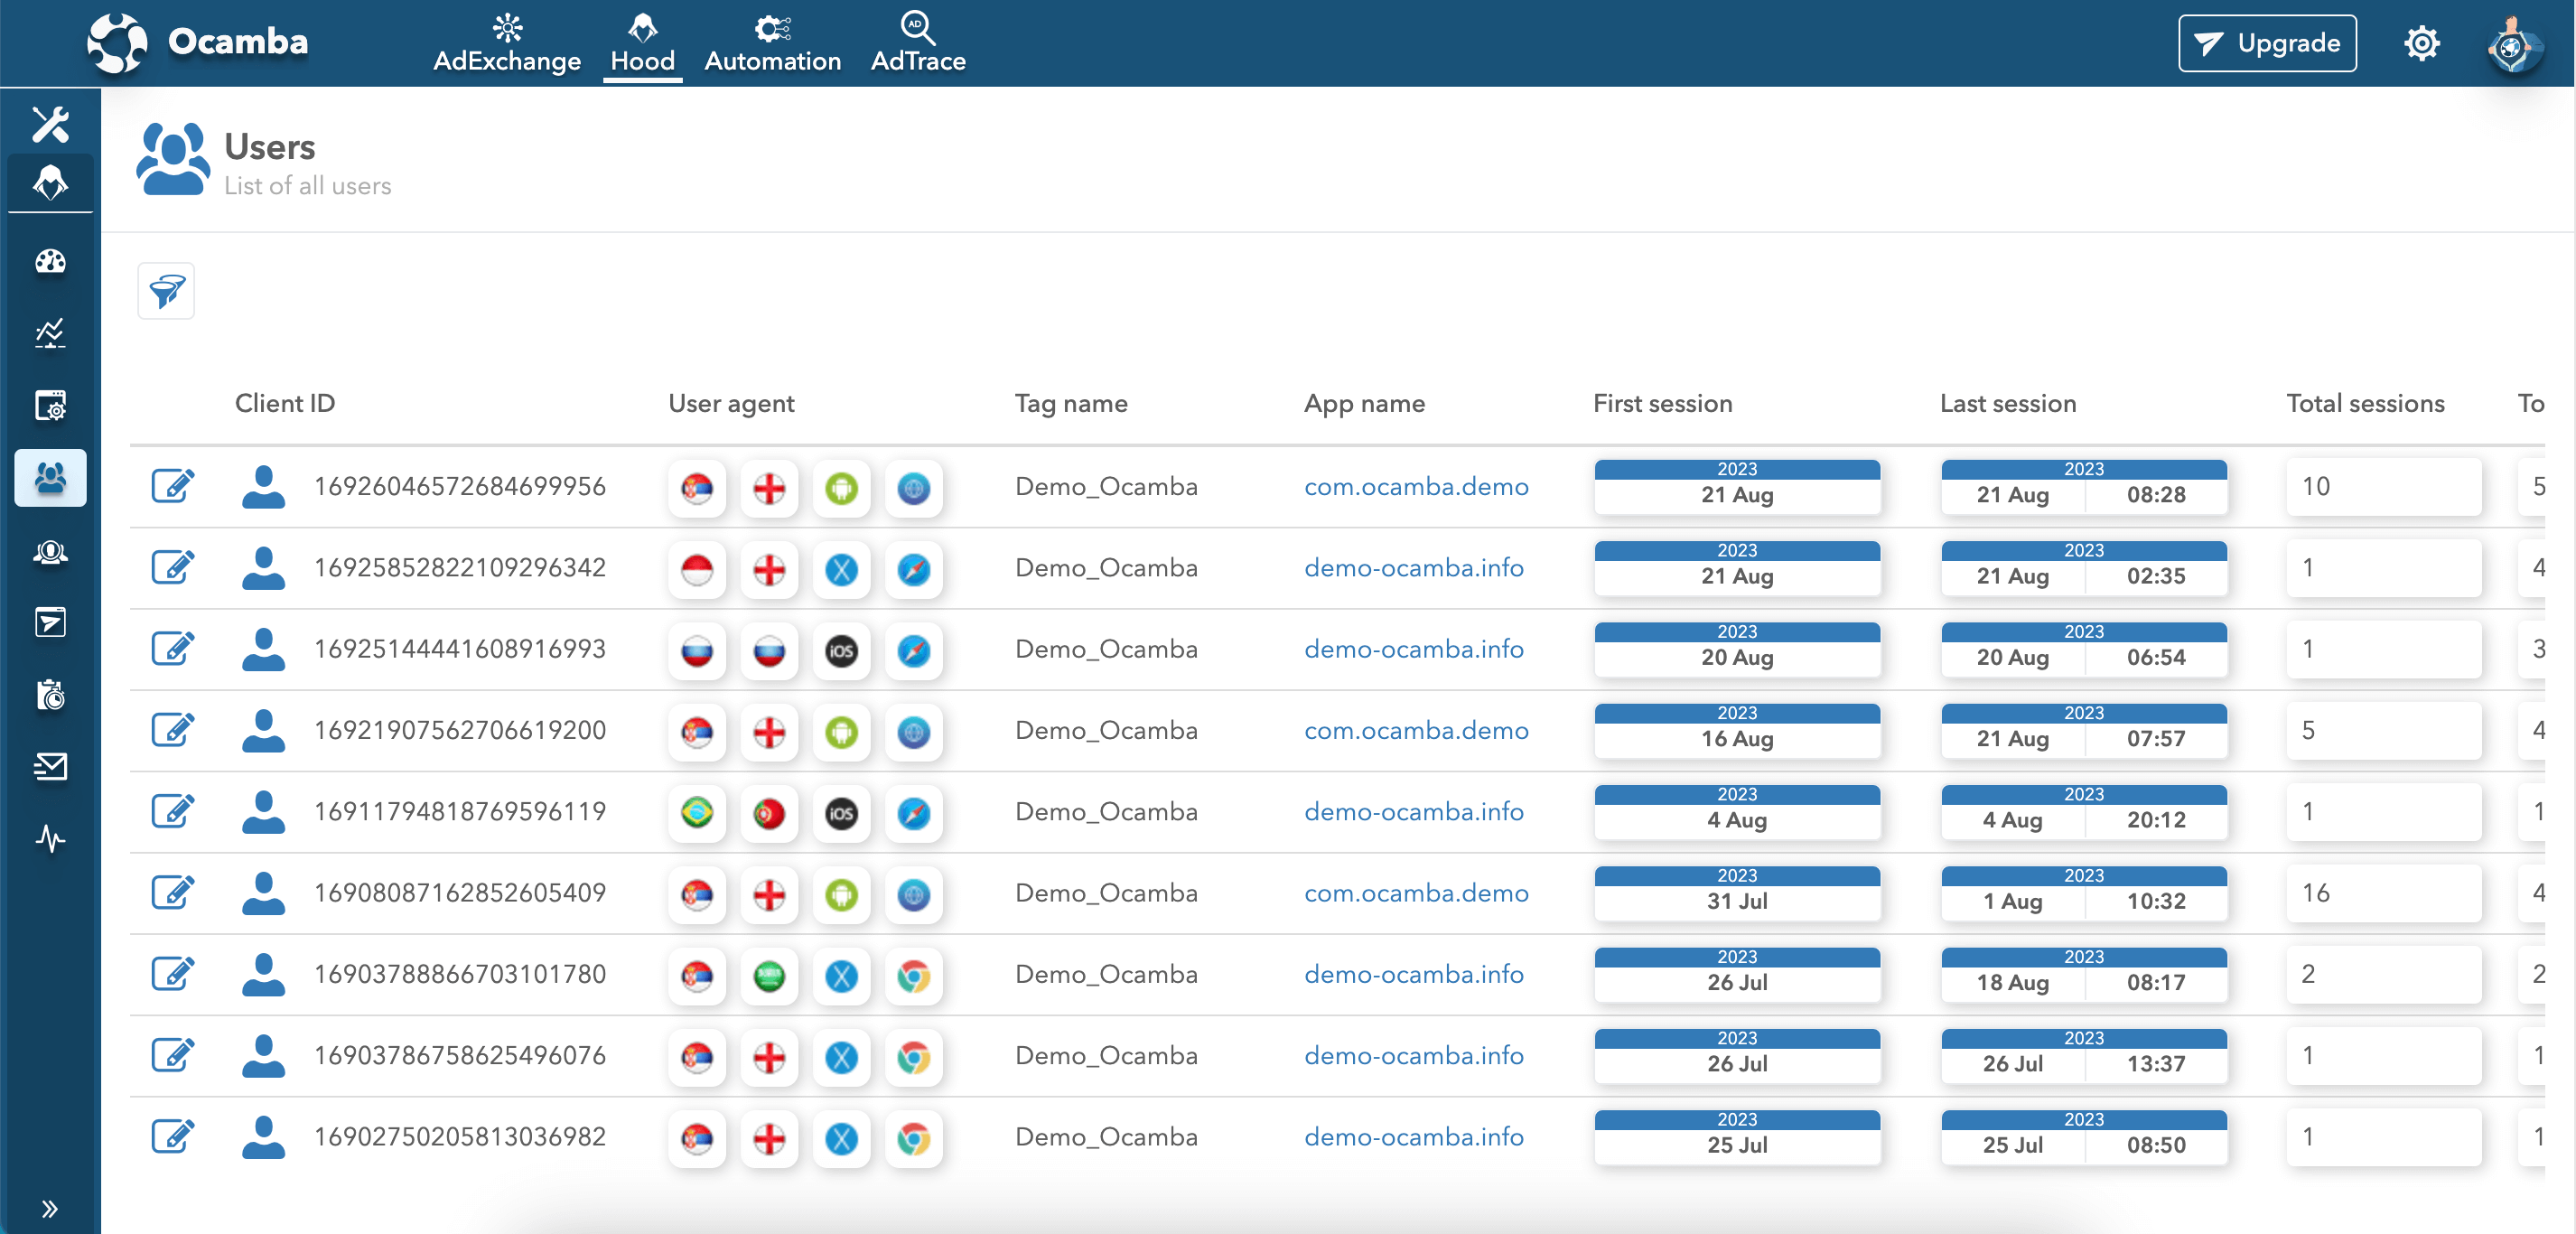 Ocamba
AdExchange Hood Automation AdTrace
Upgrade
Users
List of all users
Client ID User agent Tag name App name First session Last session Total sessions To
16926046572684699956 Demo_Ocamba com.ocamba.demo 2023 21 Aug 2023 21 Aug 08:28 10 5
16925852822109296342 Demo_Ocamba demo-ocamba.info 2023 21 Aug 2023 21 Aug 02:35 1 4
16925144441608916993 iOS Demo_Ocamba demo-ocamba.info 2023 20 Aug 2023 20 Aug 06:54 1 3
16921907562706619200 Demo_Ocamba com.ocamba.demo 2023 16 Aug 2023 21 Aug 07:57 5 4
16911794818769596119 iOS Demo_Ocamba demo-ocamba.info 2023 4 Aug 2023 4 Aug 20:12 1 1
16908087162852605409 Demo_Ocamba com.ocamba.demo 2023 31 Jul 2023 1 Aug 10:32 16 4
16903788866703101780 X Demo_Ocamba demo-ocamba.info 2023 26 Jul 2023 18 Aug 08:17 2 2
16903786758625496076 X Demo_Ocamba demo-ocamba.info 2023 26 Jul 2023 26 Jul 13:37 1 1
16902750205813036982 X Demo_Ocamba demo-ocamba.info 2023 25 Jul 2023 25 Jul 08:50 1 1